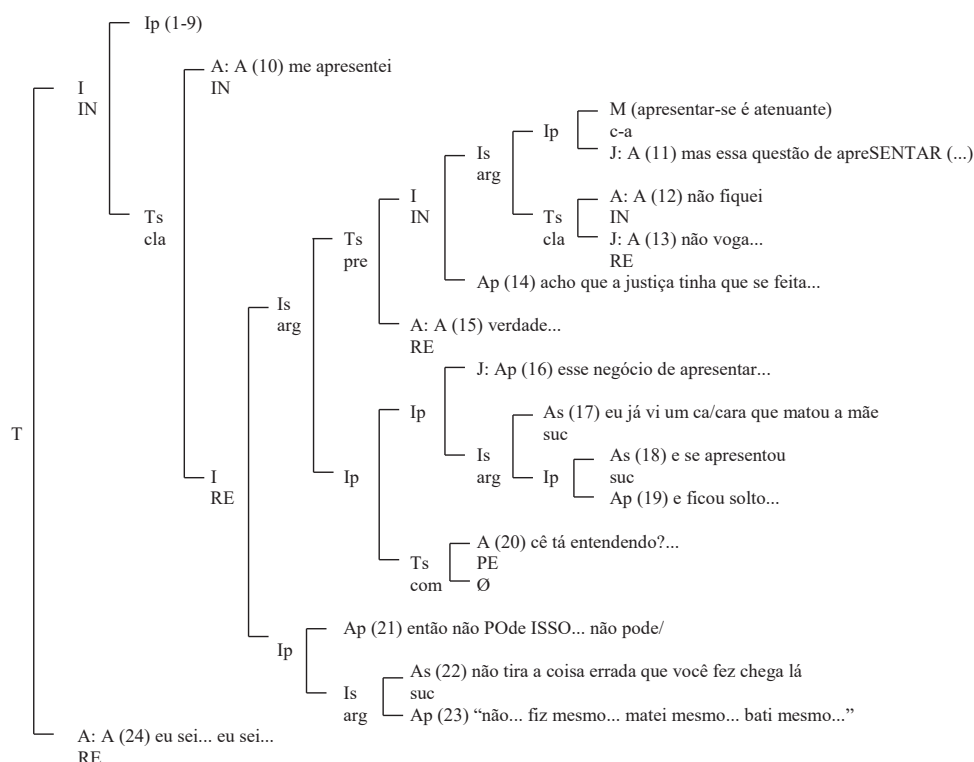 Ip (1-9)
A: A (10) me apresentei
IN
I
IN
M (apresentar-se é atenuante)
c-a
Ip
J: A (11) mas essa questão de apreSENTAR (...)
Is
arg
A: A (12) não fiquei
IN
I
IN
Ts
cla
J: A (13) não voga...
RE
Ts
cla
Ts
pre
Ap (14) acho que a justiça tinha que se feita...
Is
arg
A: A (15) verdade...
RE
J: Ap (16) esse negócio de apresentar...
Ip
As (17) eu já vi um ca/cara que matou a mãe
suc
T
Is
arg
As (18) e se apresentou
suc
I
RE
Ip
Ip
Ap (19) e ficou solto...
A (20) cê tá entendendo?...
PE
Ts
com
Ø
Ap (21) então não POde ISSO... não pode/
Ip
As (22) não tira a coisa errada que você fez chega lá
suc
Is
arg
Ap (23) “não... fiz mesmo... matei mesmo... bati mesmo...”
A: A (24) eu sei... eu sei...
RE